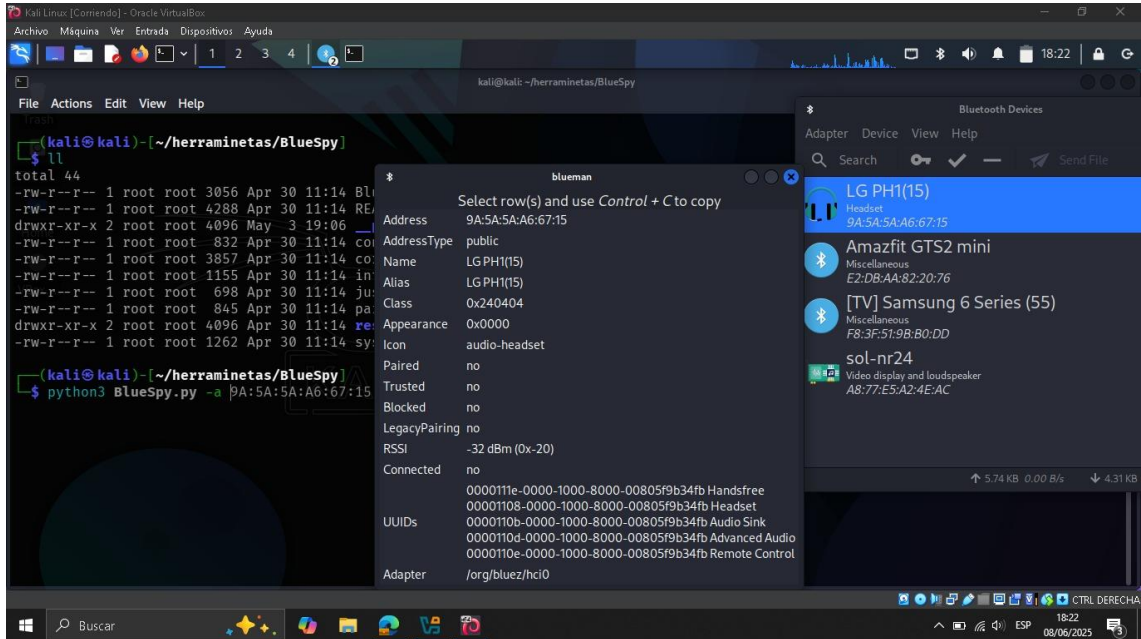 Kali Linux [Corriendo] - Oracle VirtualBox
Archivo Máquina Ver Entrada Dispositivos Ayuda
1 2 3 4 2 18:22
kali@kali: ~/herraminetas/BlueSpy
File Actions Edit View Help
Trash
(kali㉿kali)-[~/herraminetas/BlueSpy]
$ ll
total 44
-rw-r--r-- 1 root root 3056 Apr 30 11:14 Bl
-rw-r--r-- 1 root root 4288 Apr 30 11:14 REA
drwxr-xr-x 2 root root 4096 May 3 19:06 __
-rw-r--r-- 1 root root 832 Apr 30 11:14 co
-rw-r--r-- 1 root root 3857 Apr 30 11:14 co
-rw-r--r-- 1 root root 1155 Apr 30 11:14 in
-rw-r--r-- 1 root root 698 Apr 30 11:14 ju
-rw-r--r-- 1 root root 845 Apr 30 11:14 pa
drwxr-xr-x 2 root root 4096 Apr 30 11:14 re
-rw-r--r-- 1 root root 1262 Apr 30 11:14 sy
(kali㉿kali)-[~/herraminetas/BlueSpy]
$ python3 BlueSpy.py -a 9A:5A:5A:A6:67:15
blueman
Select row(s) and use Control + C to copy
Address 9A:5A:5A:A6:67:15
AddressType public
Name LG PH1(15)
Alias LG PH1(15)
Class 0x240404
Appearance 0x0000
Icon audio-headset
Paired no
Trusted no
Blocked no
LegacyPairing no
RSSI -32 dBm (0x-20)
Connected no
0000111e-0000-1000-8000-00805f9b34fb Handsfree
00001108-0000-1000-8000-00805f9b34fb Headset
UUIDs 0000110b-0000-1000-8000-00805f9b34fb Audio Sink
0000110d-0000-1000-8000-00805f9b34fb Advanced Audio
0000110e-0000-1000-8000-00805f9b34fb Remote Control
Adapter /org/bluez/hci0
Bluetooth Devices
Adapter Device View Help
Search Send File
LG PH1(15)
Headset
9A:5A:5A:A6:67:15
Amazfit GTS2 mini
Miscellaneous
E2:DB:AA:82:20:76
[TV] Samsung 6 Series (55)
Miscellaneous
F8:3F:51:9B:B0:DD
sol-nr24
Video display and loudspeaker
A8:77:E5:A2:4E:AC
5.74 KB 0.00 B/s 4.31 KB
CTRL DERECHA
Buscar
ESP
18:22
08/06/2025
3